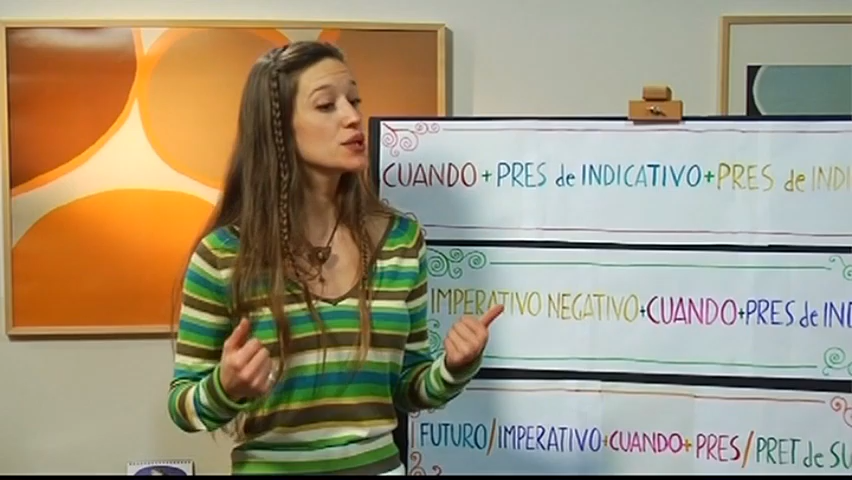 CUANDO + PRES de INDICATIVO + PRES de INDI
IMPERATIVO NEGATIVO + CUANDO + PRES de IND
FUTURO/IMPERATIVO + CUANDO + PRES/PRET de SU